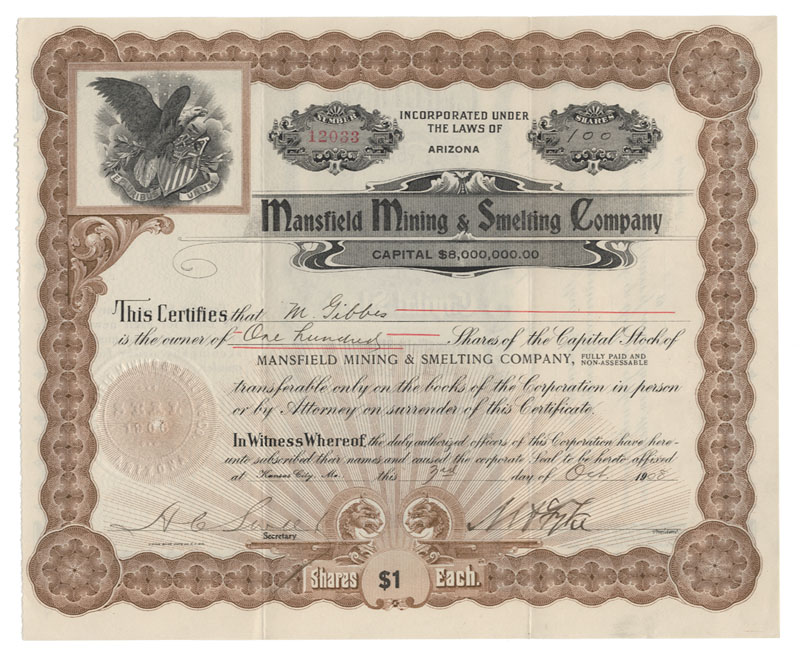 NUMBER
12033
INCORPORATED UNDER
THE LAWS OF
ARIZONA
SHARES
100
Mansfield Mining & Smelting Company
CAPITAL $8,000,000.00
This Certifies that M. Gibbes
is the owner of One hundred Shares of the Capital Stock of
MANSFIELD MINING & SMELTING COMPANY, FULLY PAID AND NON-ASSESSABLE
transferable only on the books of the Corporation in person
or by Attorney on surrender of this Certificate.
In Witness Whereof, the duly authorized officers of this Corporation have here-
unto subscribed their names and caused the corporate Seal to be hereto affixed
at Kansas City, Mo. this 3rd day of Oct. 1908
Secretary
President
Shares $1 Each.